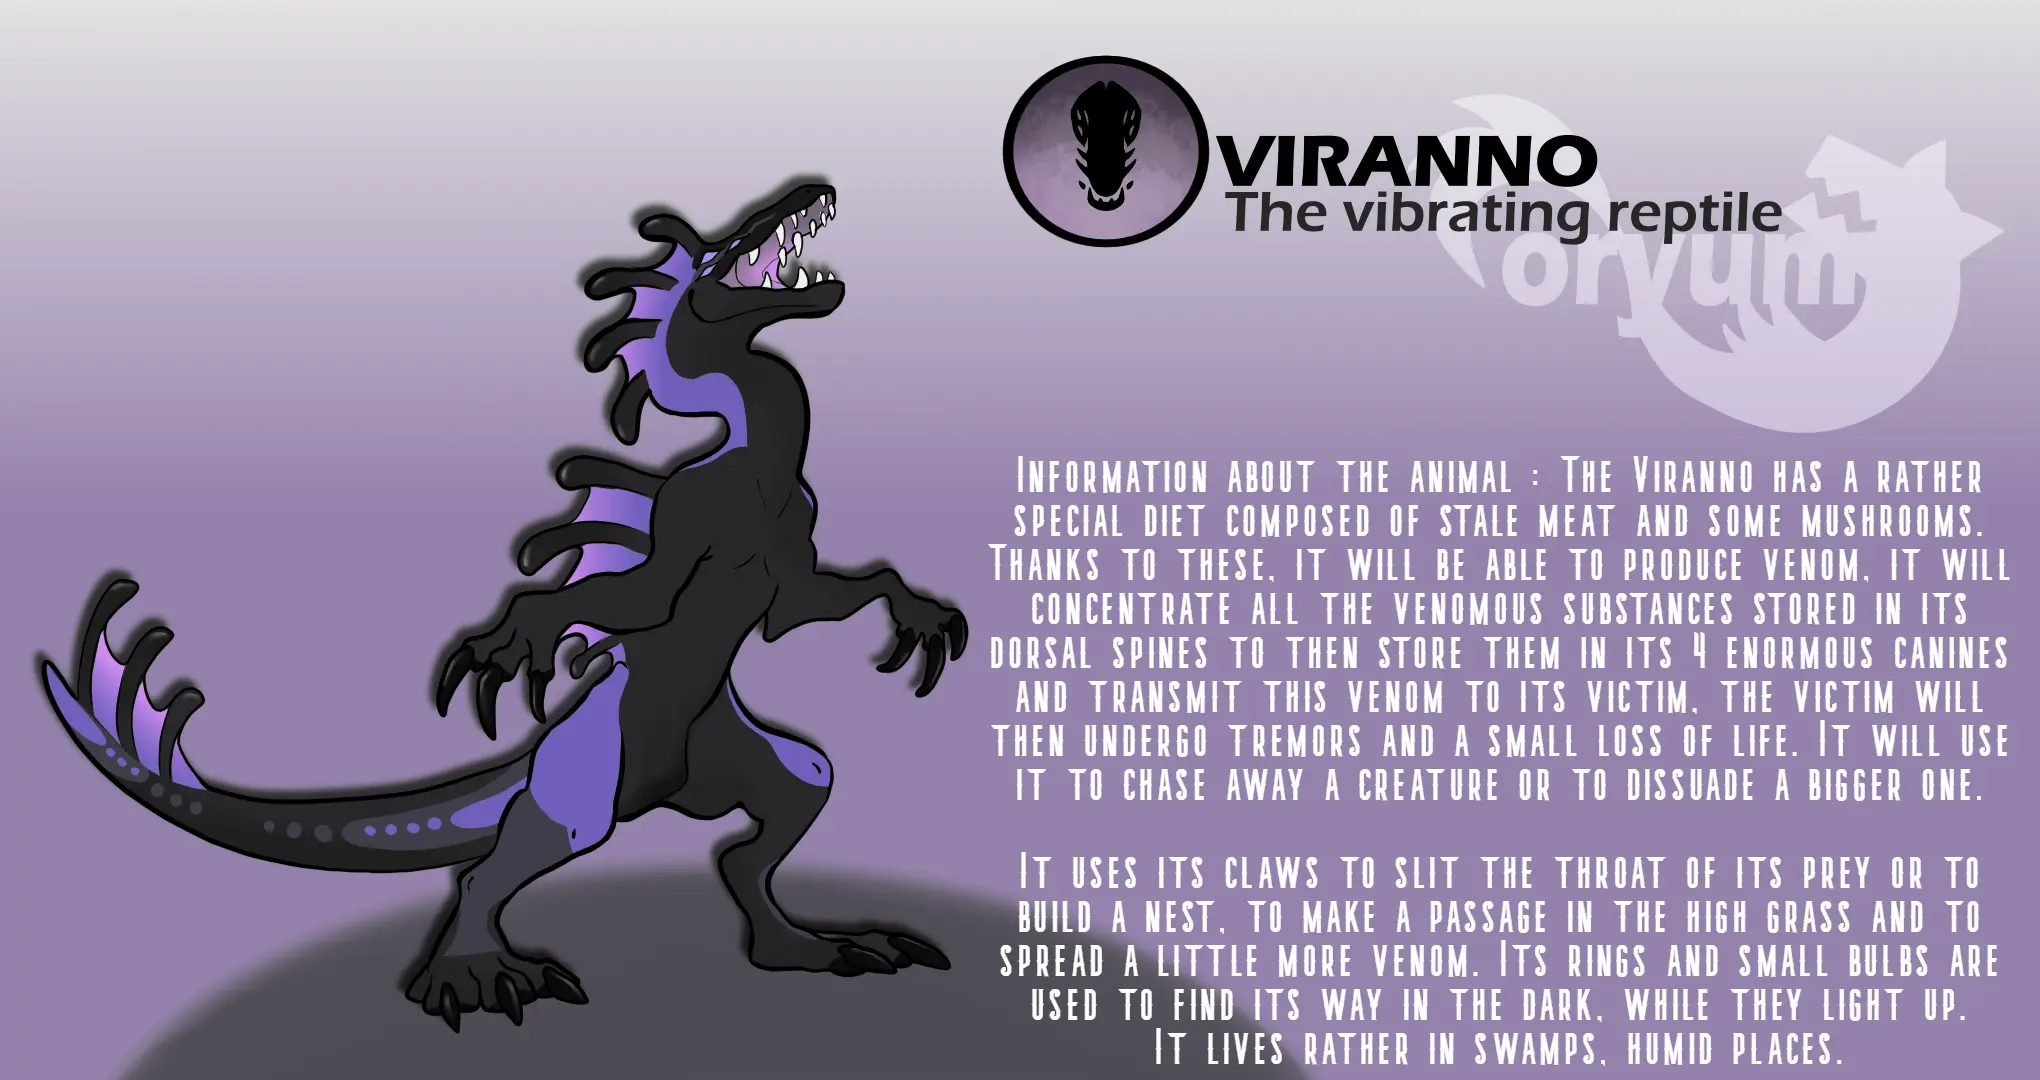 VIRANNO
The vibrating reptile
oryum
Information about the animal : The Viranno has a rather
special diet composed of stale meat and some mushrooms.
Thanks to these, it will be able to produce venom, it will
concentrate all the venomous substances stored in its
dorsal spines to then store them in its 4 enormous canines
and transmit this venom to its victim, the victim will
then undergo tremors and a small loss of life. It will use
it to chase away a creature or to dissuade a bigger one.
It uses its claws to slit the throat of its prey or to
build a nest, to make a passage in the high grass and to
spread a little more venom. Its rings and small bulbs are
used to find its way in the dark, while they light up.
It lives rather in swamps, humid places.